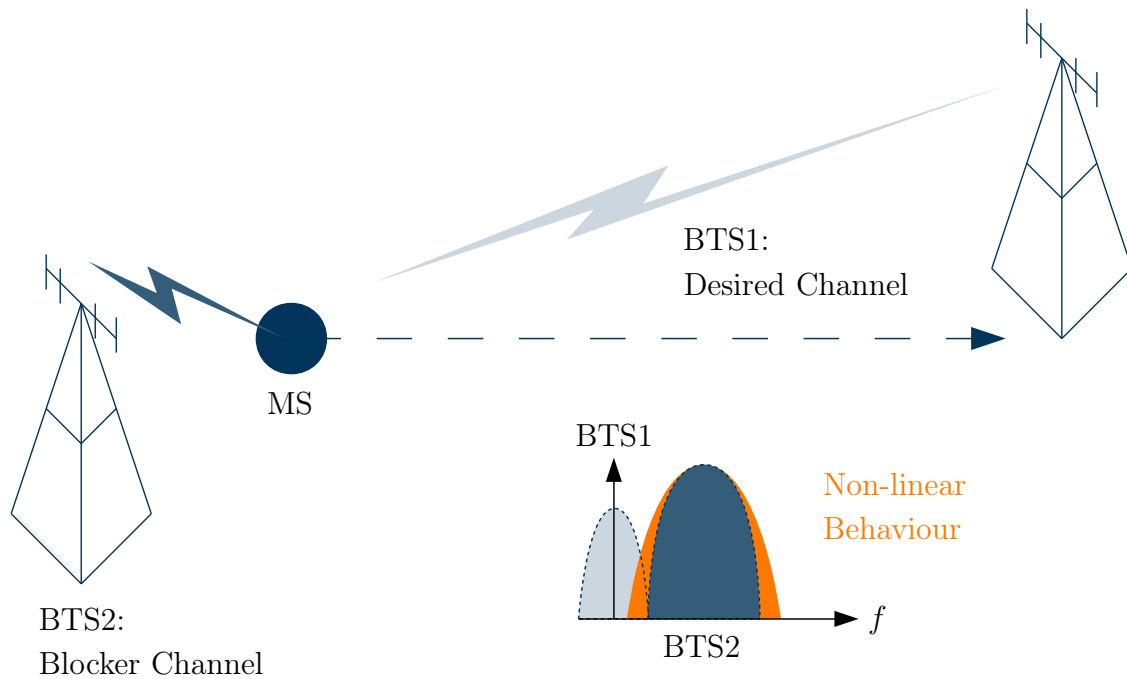 BTS1:
Desired Channel
MS
BTS1
Non-linear
Behaviour
f
BTS2
BTS2:
Blocker Channel